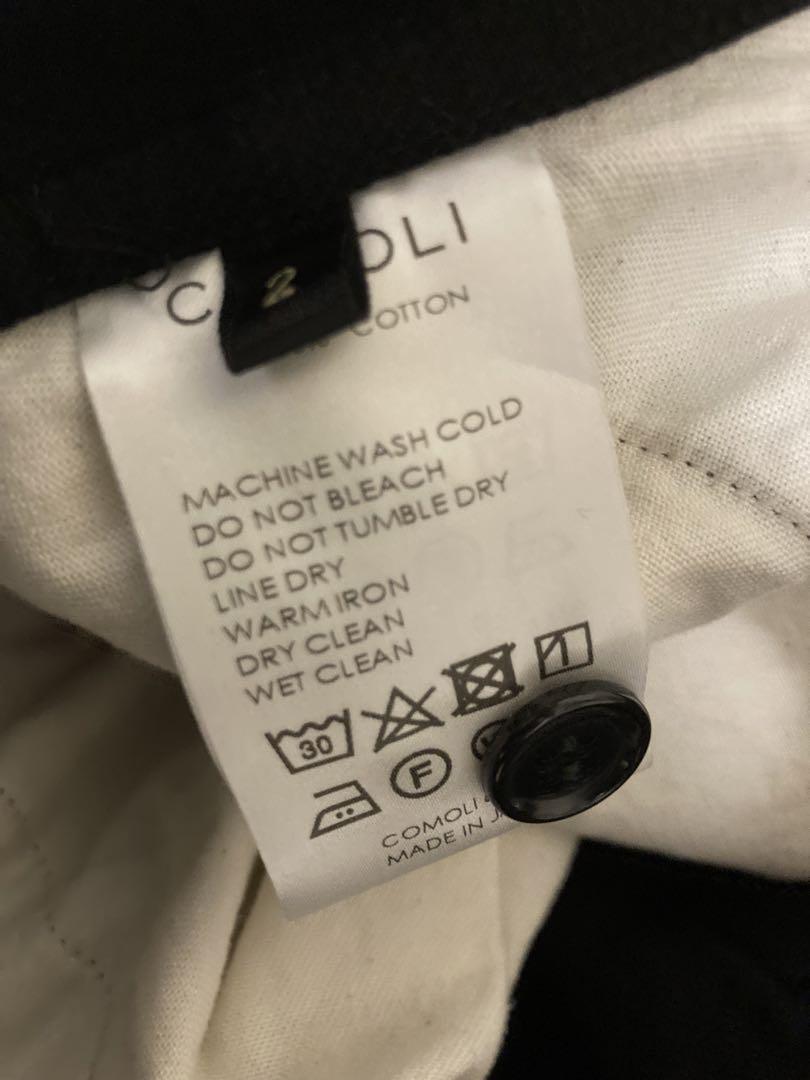 2
COTTON
MACHINE WASH COLD
DO NOT BLEACH
DO NOT TUMBLE DRY
LINE DRY
WARM IRON
DRY CLEAN
WET CLEAN
30
F
COMOLI
MADE IN